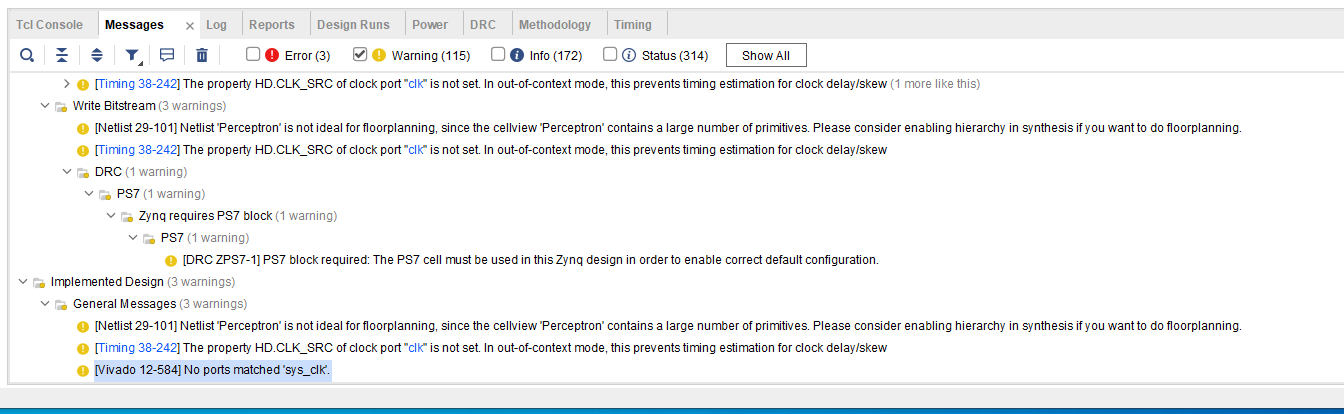 Tcl Console Messages × Log Reports Design Runs Power DRC Methodology Timing
Error (3) Warning (115) Info (172) Status (314) Show All
[Timing 38-242] The property HD.CLK_SRC of clock port "clk" is not set. In out-of-context mode, this prevents timing estimation for clock delay/skew (1 more like this)
Write Bitstream (3 warnings)
[Netlist 29-101] Netlist 'Perceptron' is not ideal for floorplanning, since the cellview 'Perceptron' contains a large number of primitives. Please consider enabling hierarchy in synthesis if you want to do floorplanning.
[Timing 38-242] The property HD.CLK_SRC of clock port "clk" is not set. In out-of-context mode, this prevents timing estimation for clock delay/skew
DRC (1 warning)
PS7 (1 warning)
Zynq requires PS7 block (1 warning)
PS7 (1 warning)
[DRC ZPS7-1] PS7 block required: The PS7 cell must be used in this Zynq design in order to enable correct default configuration.
Implemented Design (3 warnings)
General Messages (3 warnings)
[Netlist 29-101] Netlist 'Perceptron' is not ideal for floorplanning, since the cellview 'Perceptron' contains a large number of primitives. Please consider enabling hierarchy in synthesis if you want to do floorplanning.
[Timing 38-242] The property HD.CLK_SRC of clock port "clk" is not set. In out-of-context mode, this prevents timing estimation for clock delay/skew
[Vivado 12-584] No ports matched 'sys_clk'.